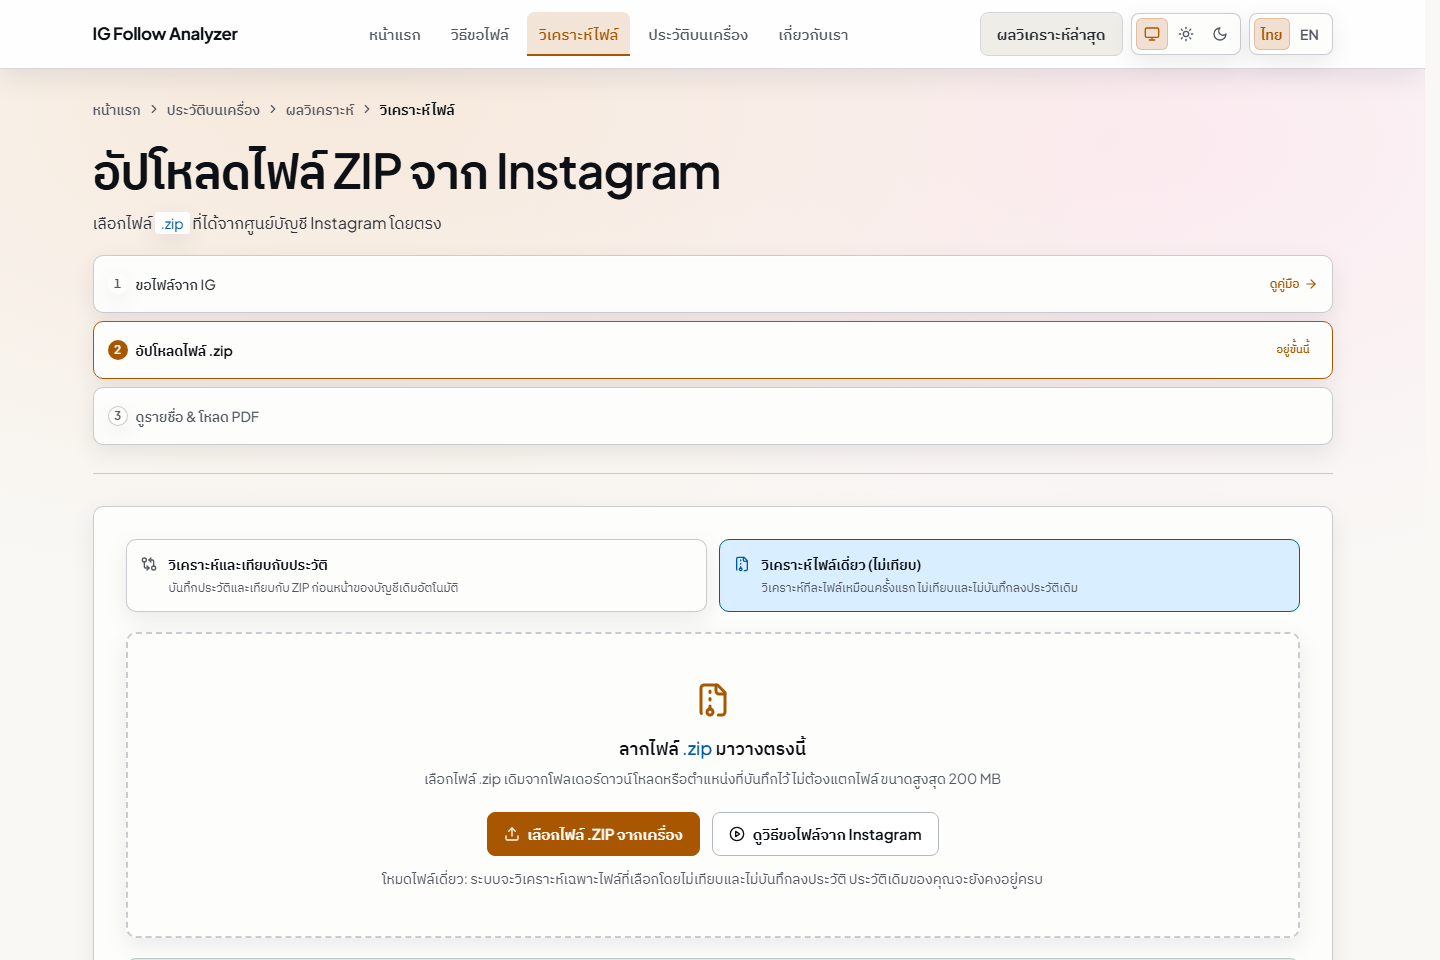 IG Follow Analyzer
หน้าแรก
วิธีขอไฟล์
วิเคราะห์ไฟล์
ประวัติบนเครื่อง
เกี่ยวกับเรา
ผลวิเคราะห์ล่าสุด
ไทย
EN
หน้าแรก > ประวัติบนเครื่อง > ผลวิเคราะห์ > วิเคราะห์ไฟล์
อัปโหลดไฟล์ ZIP จาก Instagram
เลือกไฟล์ .zip ที่ได้จากศูนย์บัญชี Instagram โดยตรง
1 ขอไฟล์จาก IG
ดูคู่มือ →
2 อัปโหลดไฟล์ .zip
อยู่ขั้นนี้
3 ดูรายชื่อ & โหลด PDF
วิเคราะห์และเทียบกับประวัติ
บันทึกประวัติและเทียบกับ ZIP ก่อนหน้าของบัญชีเดิมอัตโนมัติ
วิเคราะห์ไฟล์เดี่ยว (ไม่เทียบ)
วิเคราะห์ทีละไฟล์เหมือนครั้งแรก ไม่เทียบและไม่บันทึกลงประวัติเดิม
ลากไฟล์ .zip มาวางตรงนี้
เลือกไฟล์ .zip เดิมจากโฟลเดอร์ดาวน์โหลดหรือตำแหน่งที่บันทึกไว้ ไม่ต้องแตกไฟล์ ขนาดสูงสุด 200 MB
เลือกไฟล์ .ZIP จากเครื่อง
ดูวิธีขอไฟล์จาก Instagram
โหมดไฟล์เดี่ยว: ระบบจะวิเคราะห์เฉพาะไฟล์ที่เลือกโดยไม่เทียบและไม่บันทึกลงประวัติ ประวัติเดิมของคุณจะยังคงอยู่ครบ